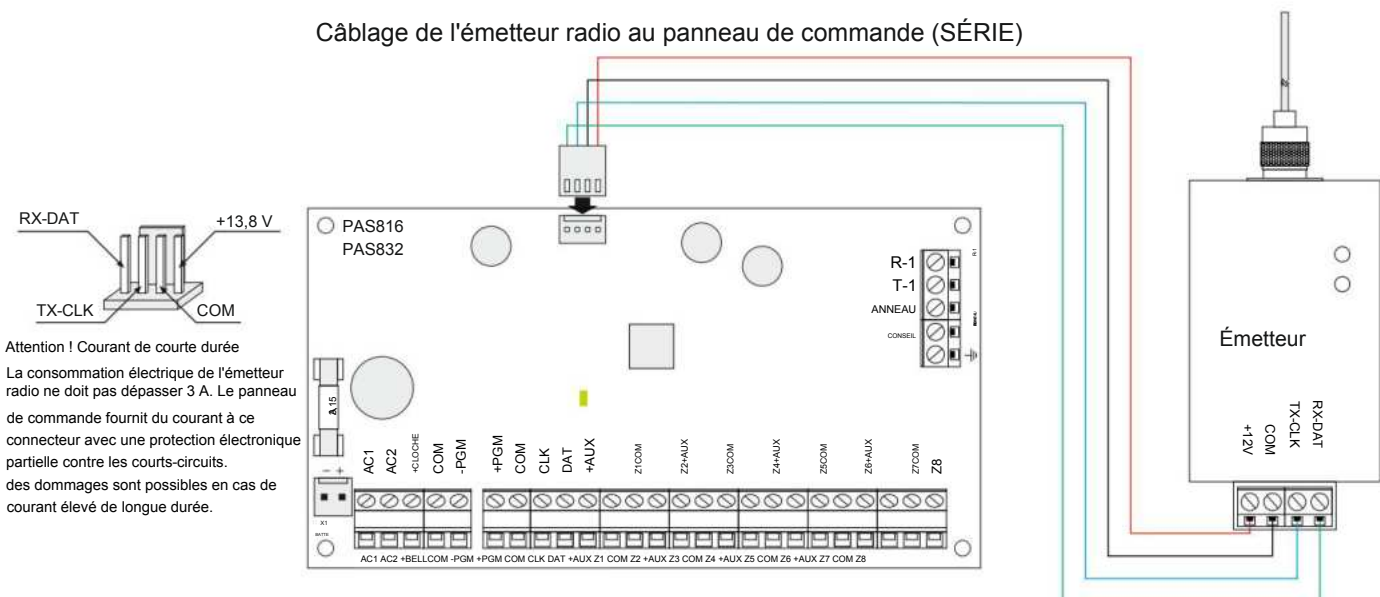 Câblage de l'émetteur radio au panneau de commande (SÉRIE)
RX-DAT
+13,8 V
TX-CLK
COM
Attention ! Courant de courte durée
La consommation électrique de l'émetteur
radio ne doit pas dépasser 3 A. Le panneau
de commande fournit du courant à ce
connecteur avec une protection électronique
partielle contre les courts-circuits.
des dommages sont possibles en cas de
courant élevé de longue durée.
PAS816
PAS832
R-1
R-1
T-1
ANNEAU
CONSEIL
Émetteur
+12V
COM
TX-CLK
RX-DAT
- +
X1
AC1
AC2
+CLOCHE
COM
-PGM
+PGM
COM
CLK
DAT
+AUX
Z1COM
Z2+AUX
Z3COM
Z4+AUX
Z5COM
Z6+AUX
Z7COM
Z8
AC1 AC2 +BELLCOM -PGM +PGM COM CLK DAT +AUX Z1 COM Z2 +AUX Z3 COM Z4 +AUX Z5 COM Z6 +AUX Z7 COM Z8